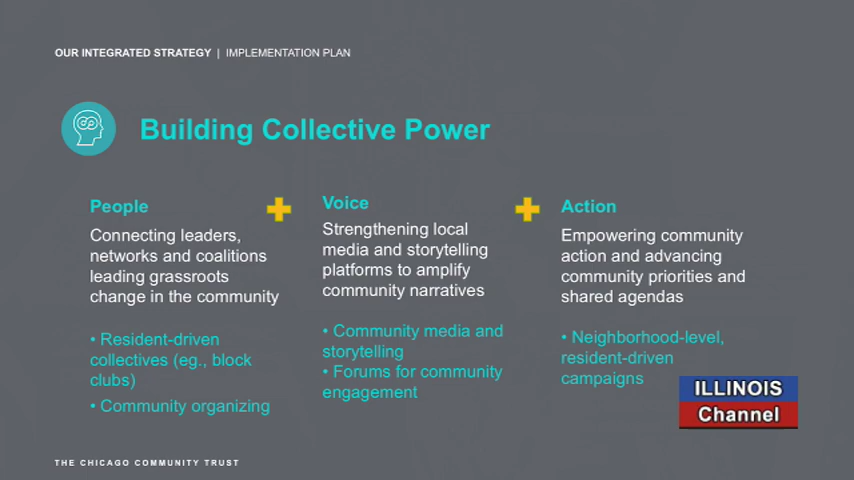 OUR INTEGRATED STRATEGY | IMPLEMENTATION PLAN
Building Collective Power
People
Connecting leaders,
networks and coalitions
leading grassroots
change in the community
• Resident-driven
collectives (eg., block
clubs)
• Community organizing
Voice
Strengthening local
media and storytelling
platforms to amplify
community narratives
• Community media and
storytelling
• Forums for community
engagement
Action
Empowering community
action and advancing
community priorities and
shared agendas
• Neighborhood-level,
resident-driven
campaigns
ILLINOIS
Channel
THE CHICAGO COMMUNITY TRUST